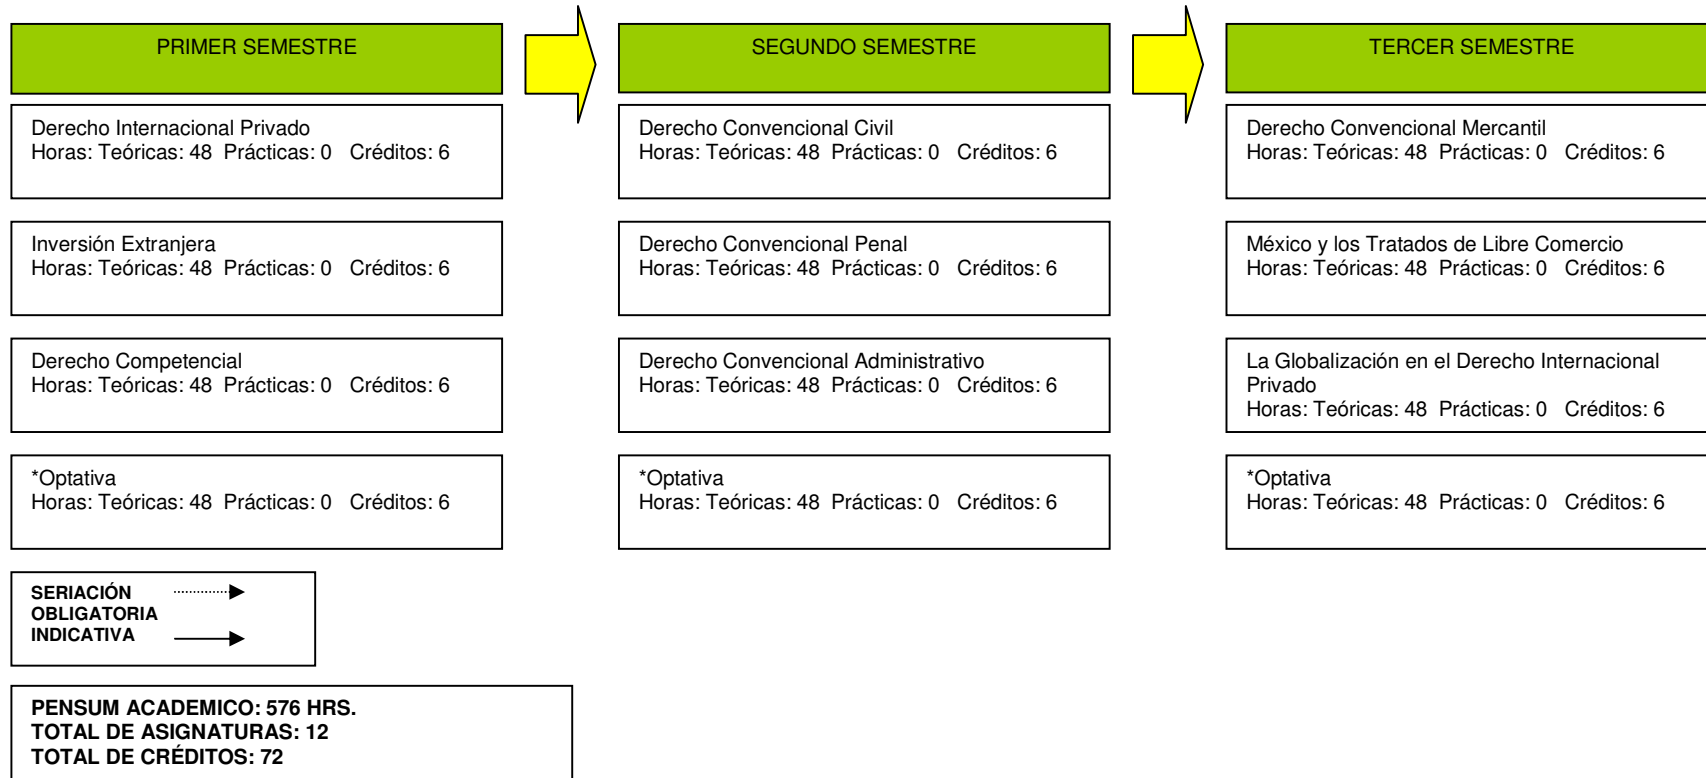 PRIMER SEMESTRE
Derecho Internacional Privado
Horas: Teóricas: 48 Prácticas: 0 Créditos: 6
Inversión Extranjera
Horas: Teóricas: 48 Prácticas: 0 Créditos: 6
Derecho Competencial
Horas: Teóricas: 48 Prácticas: 0 Créditos: 6
*Optativa
Horas: Teóricas: 48 Prácticas: 0 Créditos: 6
SEGUNDO SEMESTRE
Derecho Convencional Civil
Horas: Teóricas: 48 Prácticas: 0 Créditos: 6
Derecho Convencional Penal
Horas: Teóricas: 48 Prácticas: 0 Créditos: 6
Derecho Convencional Administrativo
Horas: Teóricas: 48 Prácticas: 0 Créditos: 6
*Optativa
Horas: Teóricas: 48 Prácticas: 0 Créditos: 6
TERCER SEMESTRE
Derecho Convencional Mercantil
Horas: Teóricas: 48 Prácticas: 0 Créditos: 6
México y los Tratados de Libre Comercio
Horas: Teóricas: 48 Prácticas: 0 Créditos: 6
La Globalización en el Derecho Internacional
Privado
Horas: Teóricas: 48 Prácticas: 0 Créditos: 6
*Optativa
Horas: Teóricas: 48 Prácticas: 0 Créditos: 6
SERIACIÓN
OBLIGATORIA
INDICATIVA
PENSUM ACADEMICO: 576 HRS.
TOTAL DE ASIGNATURAS: 12
TOTAL DE CRÉDITOS: 72